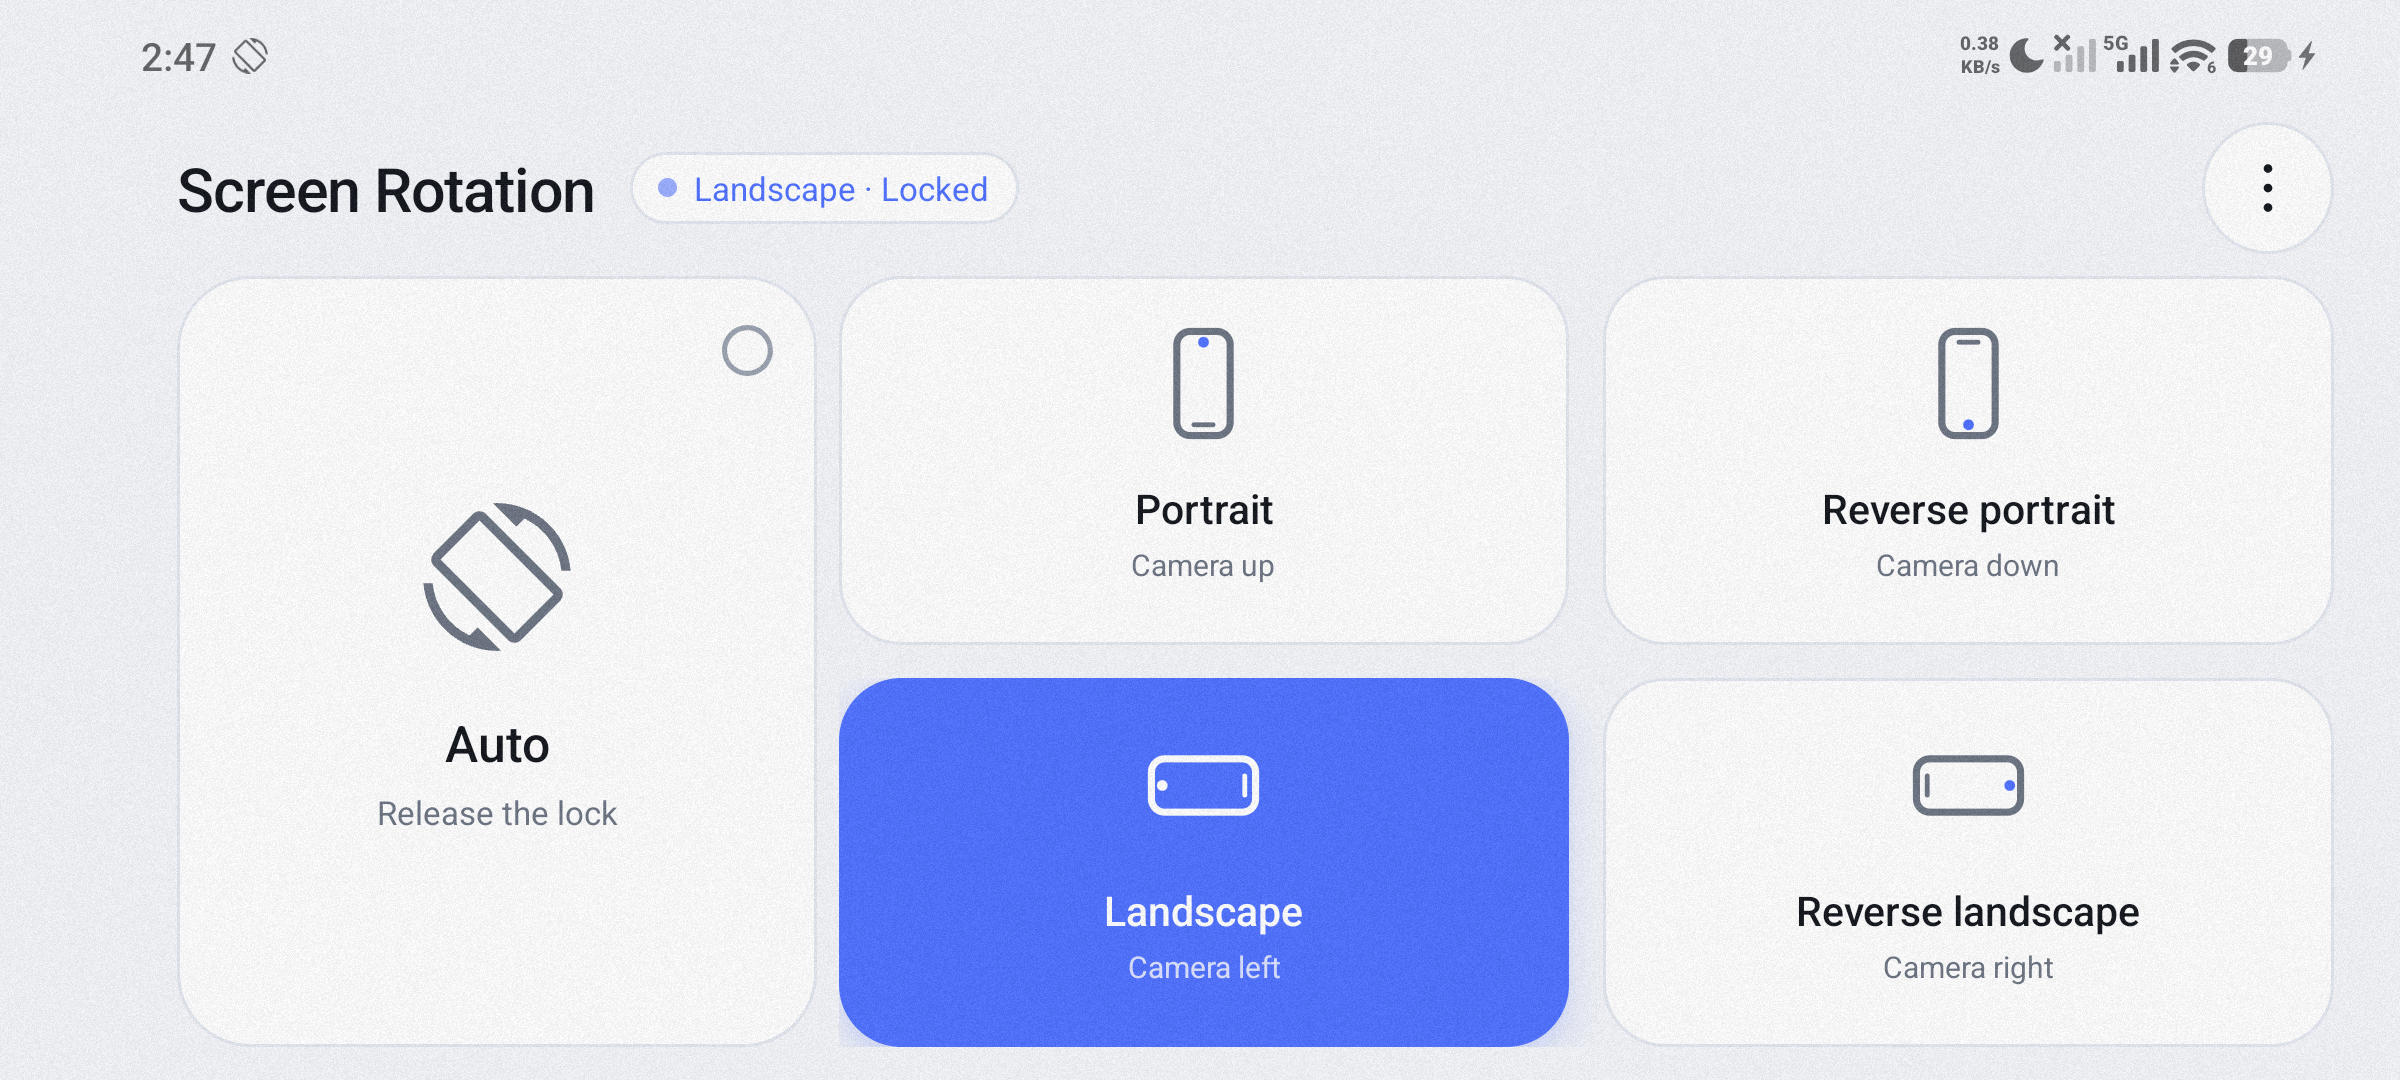 2:47
0.38
KB/s
5G
6
29
Screen Rotation
Landscape · Locked
Auto
Release the lock
Portrait
Camera up
Reverse portrait
Camera down
Landscape
Camera left
Reverse landscape
Camera right